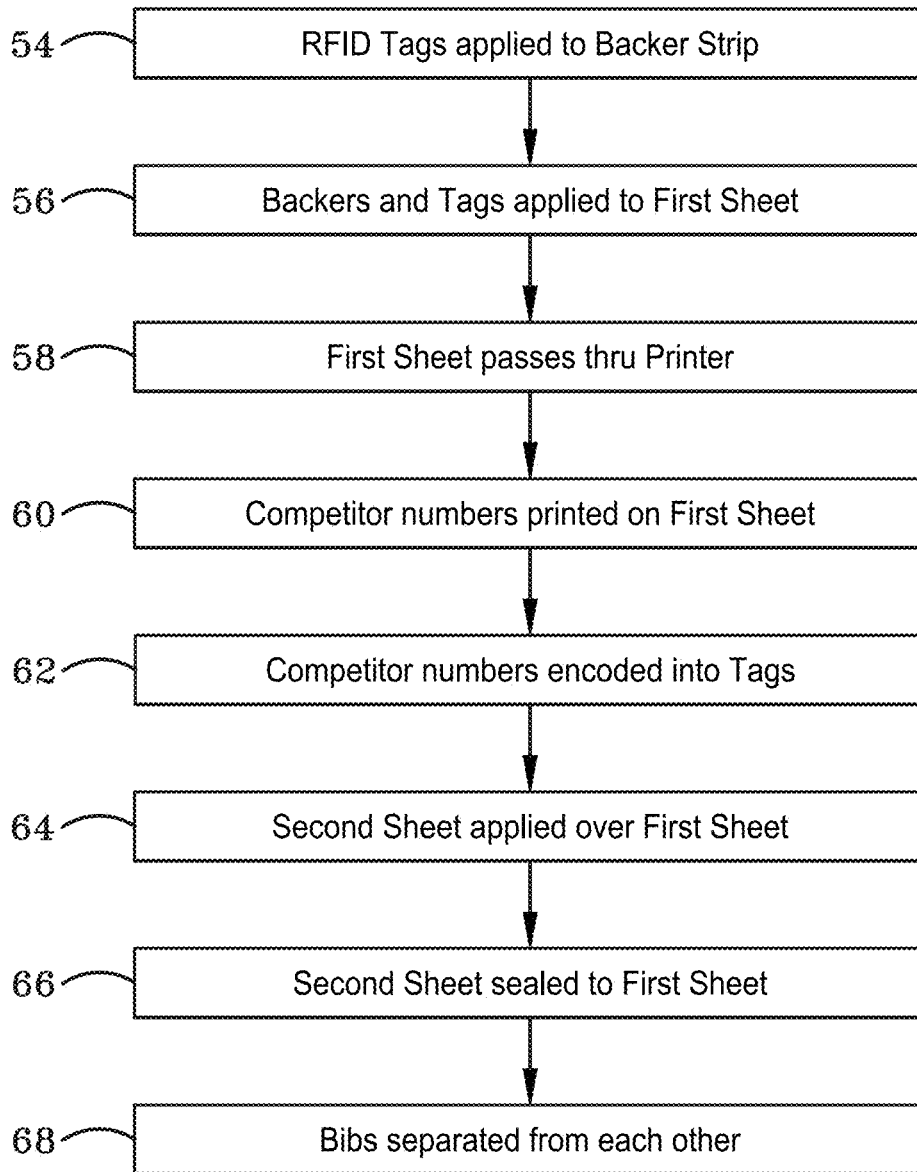 54 RFID Tags applied to Backer Strip
56 Backers and Tags applied to First Sheet
58 First Sheet passes thru Printer
60 Competitor numbers printed on First Sheet
62 Competitor numbers encoded into Tags
64 Second Sheet applied over First Sheet
66 Second Sheet sealed to First Sheet
68 Bibs separated from each other